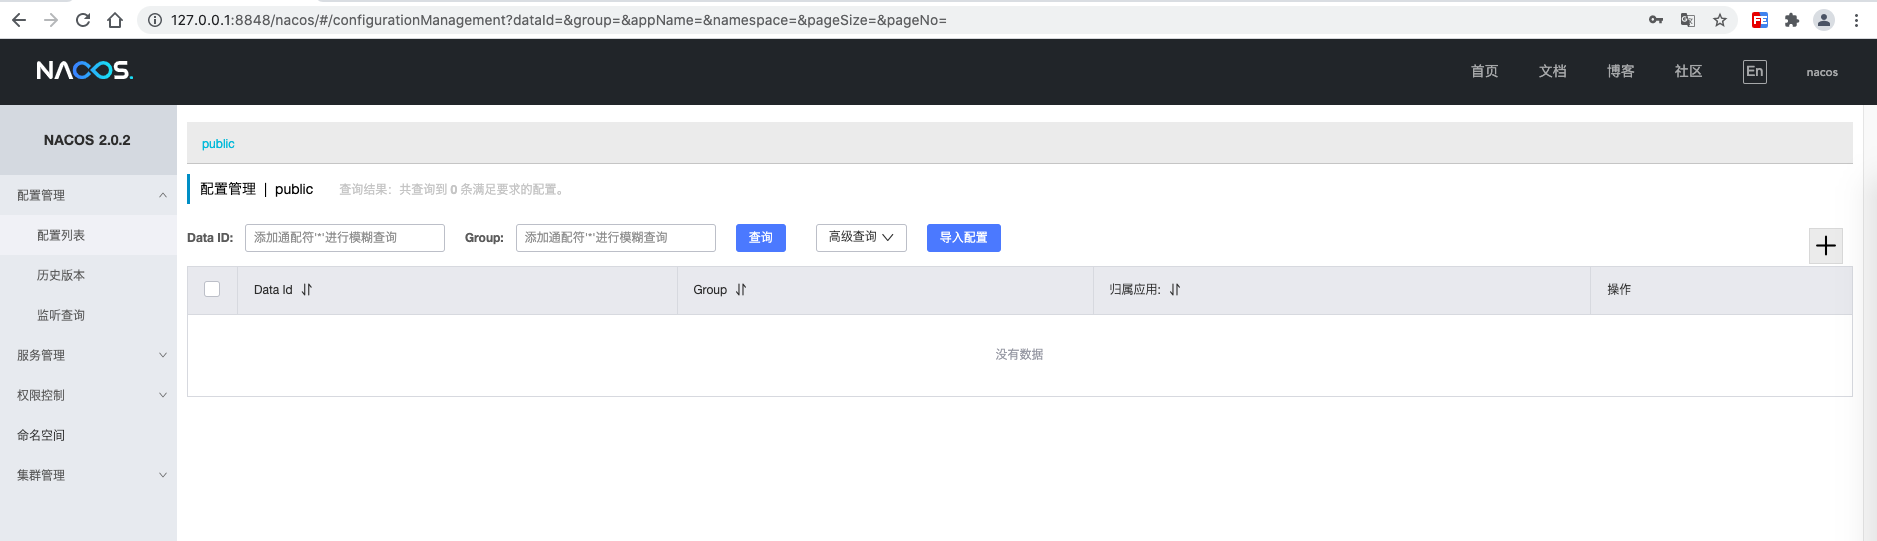 127.0.0.1:8848/nacos/#/configurationManagement?dataId=&group=&appName=&namespace=&pageSize=&pageNo=
FE
NACOS.
首页 文档 博客 社区 En nacos
NACOS 2.0.2
public
配置管理
配置管理 | public 查询结果：共查询到 0 条满足要求的配置。
配置列表
Data ID: 添加通配符'*'进行模糊查询 Group: 添加通配符'*'进行模糊查询 查询 高级查询 导入配置
历史版本
Data Id Group 归属应用: 操作
监听查询
服务管理
没有数据
权限控制
命名空间
集群管理